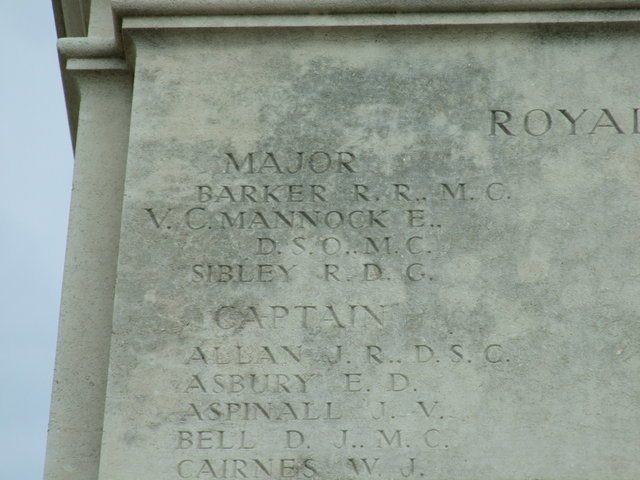 ROYAL
MAJOR
BARKER R. R., M. C.
V. C. MANNOCK E.,
D. S. O., M. C.
SIBLEY R. D. G.
CAPTAIN
ALLAN J. R., D. S. C.
ASBURY E. D.
ASPINALL J. V.
BELL D. J., M. C.
CAIRNES W. J.